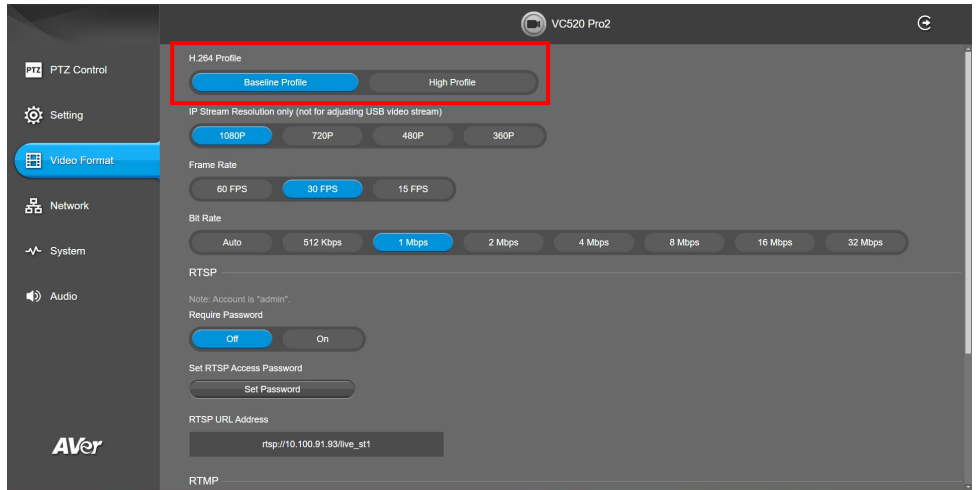 VC520 Pro2
PTZ PTZ Control
Setting
Video Format
Network
System
Audio
AVer
H.264 Profile
Baseline Profile High Profile
IP Stream Resolution only (not for adjusting USB video stream)
1080P 720P 480P 360P
Frame Rate
60 FPS 30 FPS 15 FPS
Bit Rate
Auto 512 Kbps 1 Mbps 2 Mbps 4 Mbps 8 Mbps 16 Mbps 32 Mbps
RTSP
Note: Account is "admin".
Require Password
Off On
Set RTSP Access Password
Set Password
RTSP URL Address
rtsp://10.100.91.93/live_st1
RTMP